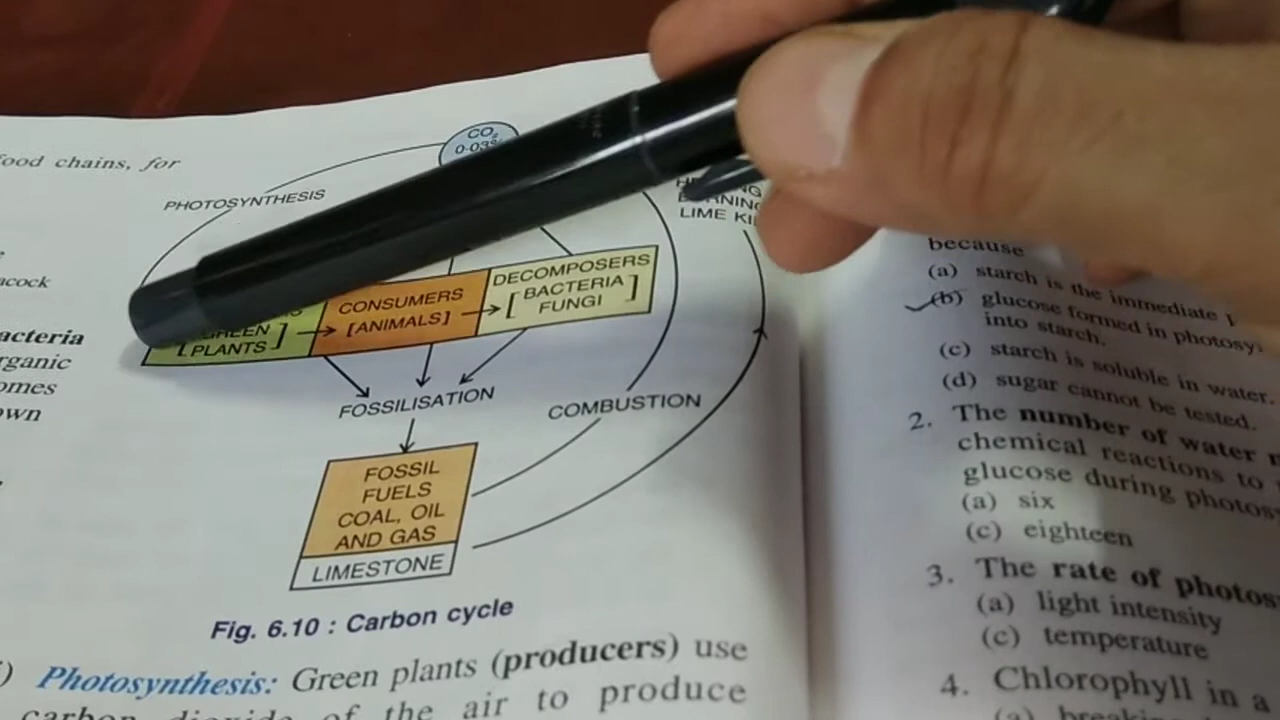 food chains, for
acock
acteria
rganic
omes
own
CO₂
PHOTOSYNTHESIS
LIME
GREEN
PLANTS
CONSUMERS
[ANIMALS]
DECOMPOSERS
BACTERIA
FUNGI
FOSSILISATION
COMBUSTION
FOSSIL
FUELS
COAL, OIL
AND GAS
LIMESTONE
Fig. 6.10 : Carbon cycle
Photosynthesis: Green plants (producers) use
carbon dioxide of the air to produce
because
(a) starch is the immediate
(b) glucose formed in photosy
into starch.
(c) starch is soluble in water.
(d) sugar cannot be tested.
2. The number of water
chemical reactions to
glucose during photos
(a) six
(c) eighteen
3. The rate of photos
(a) light intensity
(c) temperature
4. Chlorophyll in a